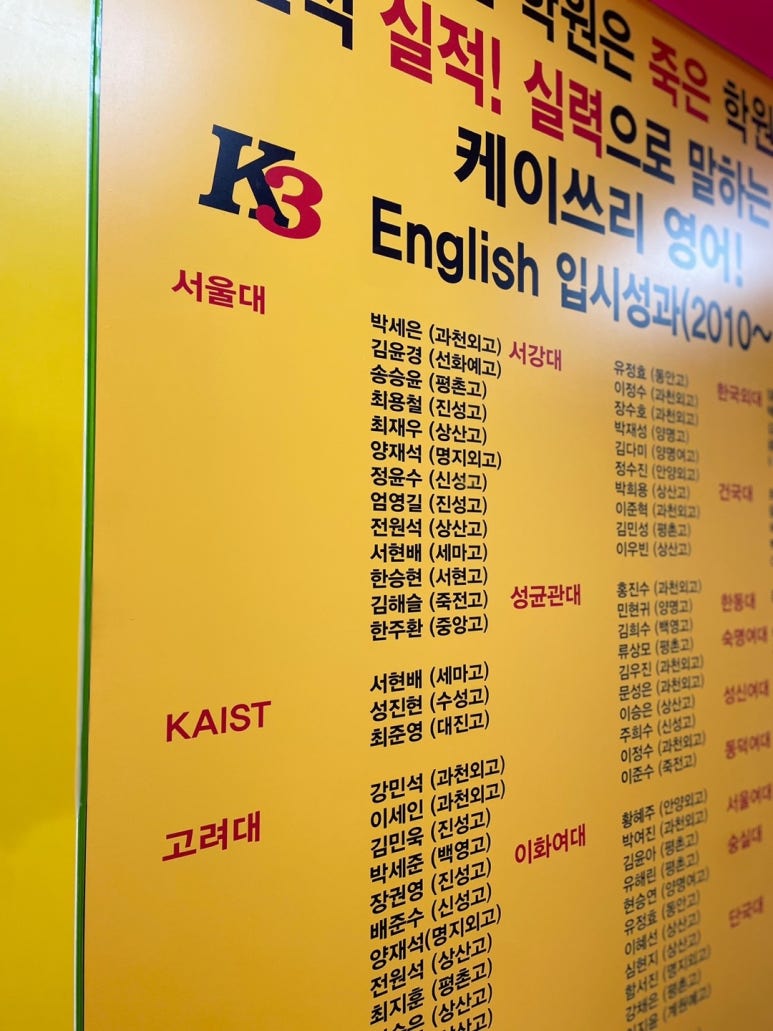 학원은 죽은 학원
실적! 실력으로 말하는
케이쓰리 영어!
K3
English 입시성과(2010~
서울대
박세은 (과천외고)
김윤경 (선화예고)
송승윤 (평촌고)
최용철 (진성고)
최재우 (상산고)
양재석 (명지외고)
정윤수 (신성고)
엄영길 (진성고)
전원석 (상산고)
서현배 (세마고)
한승현 (서현고)
김해슬 (죽전고)
한주환 (중앙고)
KAIST
서현배 (세마고)
성진현 (수성고)
최준영 (대진고)
고려대
강민석 (과천외고)
이세인 (과천외고)
김민욱 (진성고)
박세준 (백영고)
장권영 (진성고)
배준수 (신성고)
양재석(명지외고)
전원석 (상산고)
최지훈 (평촌고)
(상산고)
서강대
유정효 (동안고)
이정수 (과천외고)
장수호 (과천외고)
박재성 (양명고)
김다미 (양명여고)
정수진 (안양외고)
박희용 (상산고)
이준혁 (과천외고)
김민성 (평촌고)
이우빈 (상산고)
성균관대
홍진수 (과천외고)
민현귀 (양명고)
김희수 (백영고)
류상모 (평촌고)
김우진 (과천외고)
문성은 (과천외고)
이승은 (상산고)
주희수 (신성고)
이정수 (과천외고)
이준수 (죽전고)
이화여대
황혜주 (안양외고)
박여진 (과천외고)
김윤아 (평촌고)
유해린 (평촌고)
현승연 (양명여고)
유정효 (동안고)
이혜선 (상산고)
심현지 (상산고)
함서진 (명지외고)
강채은 (평촌고)
(계원예고)
한국외대
건국대
한동대
숙명여대
성신여대
동덕여대
서울여대
숭실대
단국대